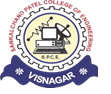 SANKALCHAND PATEL COLLEGE OF ENGINEERING
S.P.C.E.
VISNAGAR